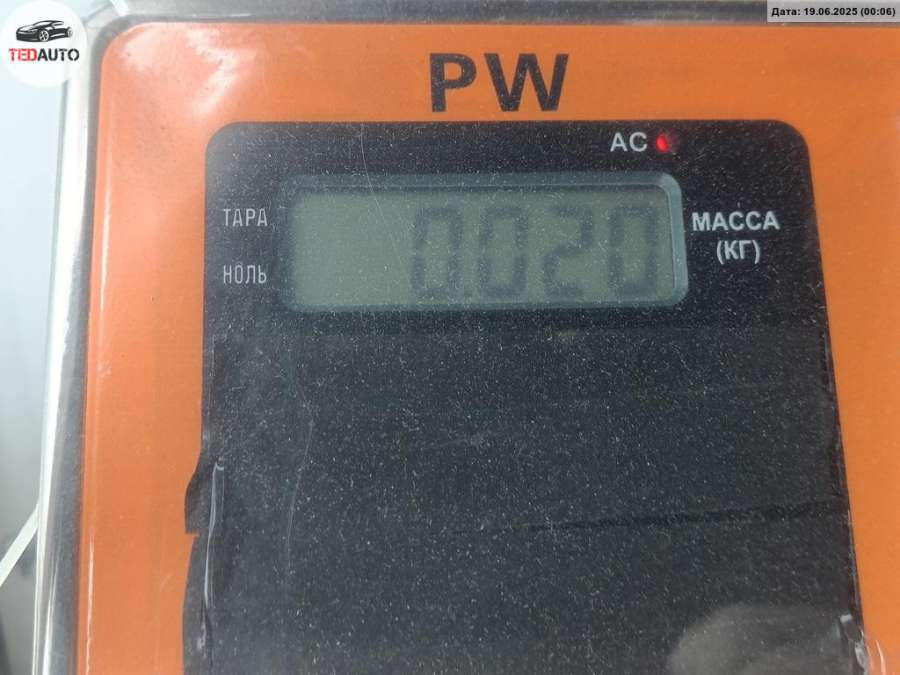 TEDAUTO
Дата: 19.06.2025 (00:06)
PW
AC
ТАРА
НОЛЬ
0.020
МАССА
(КГ)